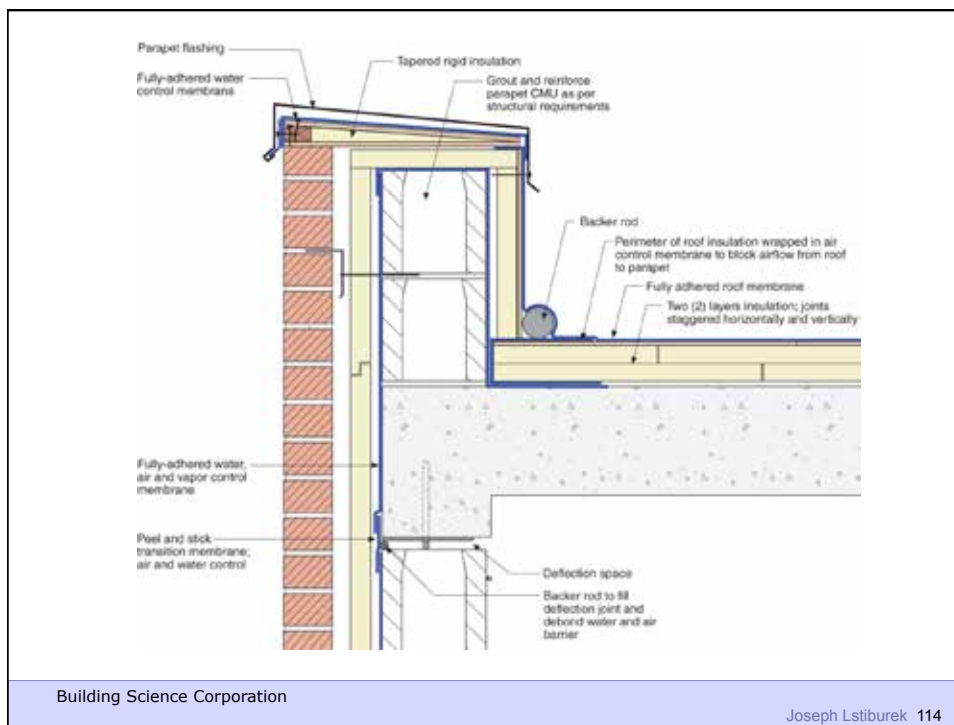 Parapet flashing
Fully-adhered water
control membrane
Tapered rigid insulation
Grout and reinforce
parapet CMU as per
structural requirements
Backer rod
Perimeter of roof insulation wrapped in air
control membrane to block airflow from roof
to parapet
Fully adhered roof membrane
Two (2) layers insulation; joints
staggered horizontally and vertically
Fully-adhered water,
air and vapor control
membrane
Peel and stick
transition membrane;
air and water control
Deflection space
Backer rod to fill
deflection joint and
debond water and air
barrier
Building Science Corporation
Joseph Lstiburek 114